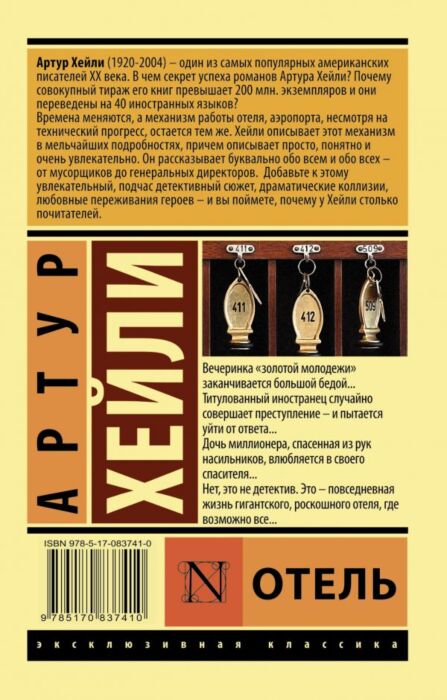 Артур Хейли (1920-2004) – один из самых популярных американских
писателей XX века. В чем секрет успеха романов Артура Хейли? Почему
совокупный тираж его книг превышает 200 млн. экземпляров и они
переведены на 40 иностранных языков?
Времена меняются, а механизм работы отеля, аэропорта, несмотря на
технический прогресс, остается тем же. Хейли описывает этот механизм
в мельчайших подробностях, причем описывает просто, понятно и
очень увлекательно. Он рассказывает буквально обо всем и обо всех –
от мусорщиков до генеральных директоров. Добавьте к этому
увлекательный, подчас детективный сюжет, драматические коллизии,
любовные переживания героев – и вы поймете, почему у Хейли столько
почитателей.
АРТУР
ХЕЙЛИ
411 412 509
411 412 509
Вечеринка «золотой молодежи»
заканчивается большой бедой...
Титулованный иностранец случайно
совершает преступление – и пытается
уйти от ответа...
Дочь миллионера, спасенная из рук
насильников, влюбляется в своего
спасителя...
Нет, это не детектив. Это – повседневная
жизнь гигантского, роскошного отеля, где
возможно все...
ISBN 978-5-17-083741-0
9 785170 837410
N
ОТЕЛЬ
эксклюзивная классика